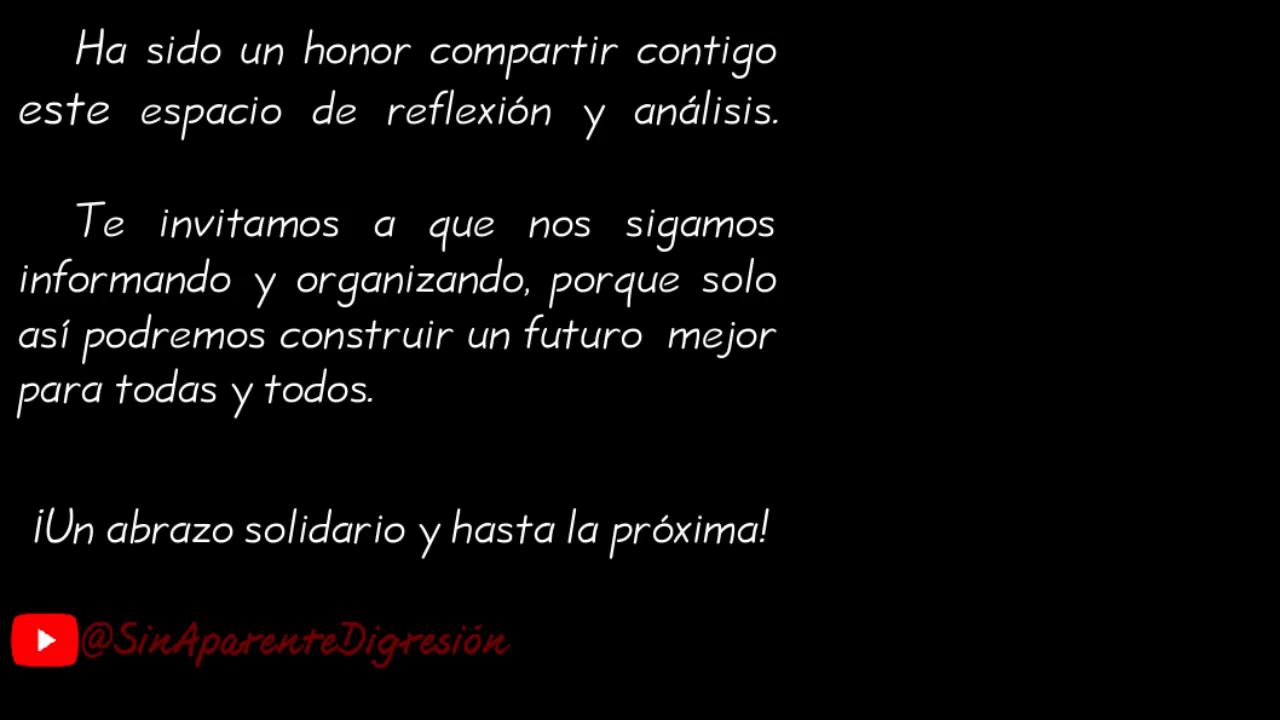 Ha sido un honor compartir contigo
este espacio de reflexión y análisis.
Te invitamos a que nos sigamos
informando y organizando, porque solo
así podremos construir un futuro mejor
para todas y todos.
¡Un abrazo solidario y hasta la próxima!
@SinAparenteDigresión